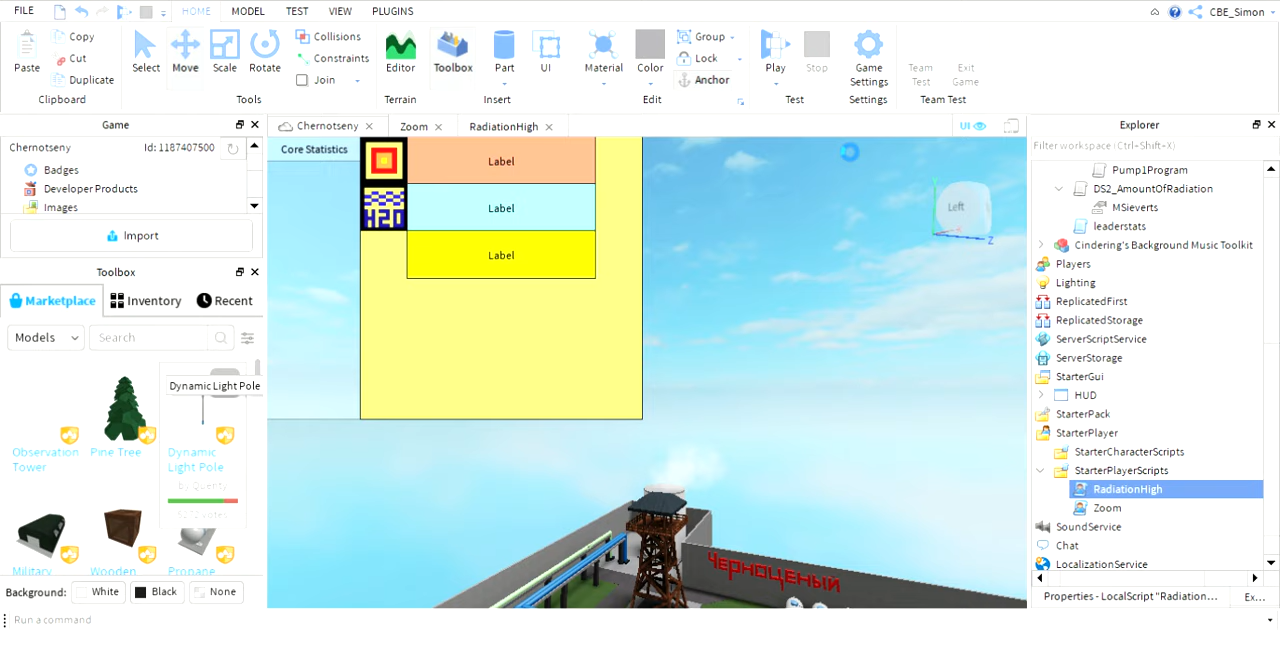 FILE HOME MODEL TEST VIEW PLUGINS CBE_Simon
Paste Copy Cut Duplicate
Clipboard
Select Move Scale Rotate
Collisions
Constraints
Join
Tools
Editor
Terrain
Toolbox Part UI
Insert
Material Color
Group
Lock
Anchor
Edit
Play Stop
Test
Game Settings
Settings
Team Test
Exit Game
Team Test
Game
Chernotseny Id: 1187407500
Badges
Developer Products
Images
Import
Toolbox
Marketplace Inventory Recent
Models Search
Dynamic Light Pole
Observation Tower
Pine Tree
Dynamic Light Pole
by Quenty
Military
Wooden
Propane
Background: White Black None
Run a command
Chernotseny Zoom RadiationHigh UI
Core Statistics
Label
H2O
Label
Label
Left
Z
Черноценый
Explorer
Filter workspace (Ctrl+Shift+X)
Pump1Program
DS2_AmountOfRadiation
MSieverts
leaderstats
Cindering's Background Music Toolkit
Players
Lighting
ReplicatedFirst
ReplicatedStorage
ServerScriptService
ServerStorage
StarterGui
HUD
StarterPack
StarterPlayer
StarterCharacterScripts
StarterPlayerScripts
RadiationHigh
Zoom
SoundService
Chat
LocalizationService
Properties - LocalScript "Radiation... Ex...